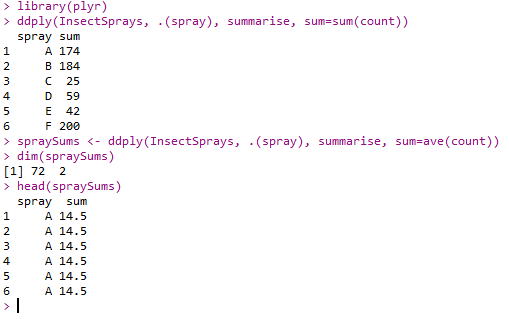 > library(plyr)
> ddply(InsectSprays, .(spray), summarise, sum=sum(count))
  spray sum
1     A 174
2     B 184
3     C  25
4     D  59
5     E  42
6     F 200
> spraySums <- ddply(InsectSprays, .(spray), summarise, sum=ave(count))
> dim(spraySums)
[1] 72  2
> head(spraySums)
  spray  sum
1     A 14.5
2     A 14.5
3     A 14.5
4     A 14.5
5     A 14.5
6     A 14.5
>